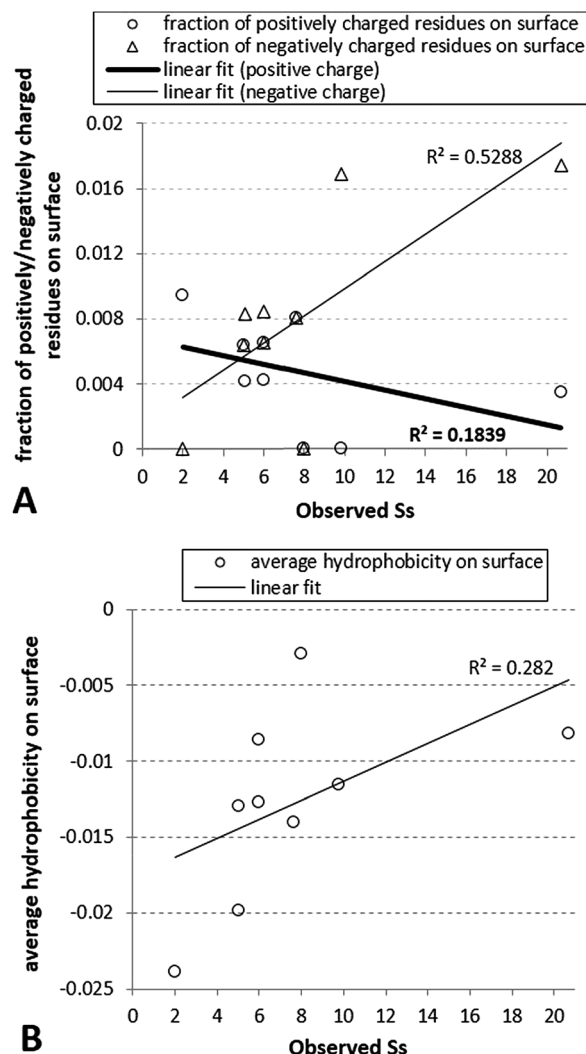 fraction of positively charged residues on surface
fraction of negatively charged residues on surface
linear fit (positive charge)
linear fit (negative charge)
fraction of positively/negatively charged
residues on surface
0.02
0.016
0.012
0.008
0.004
0
R² = 0.5288
R² = 0.1839
0 2 4 6 8 10 12 14 16 18 20
Observed Ss
A
average hydrophobicity on surface
linear fit
average hydrophobicity on surface
0
-0.005
-0.01
-0.015
-0.02
-0.025
R² = 0.282
0 2 4 6 8 10 12 14 16 18 20
Observed Ss
B